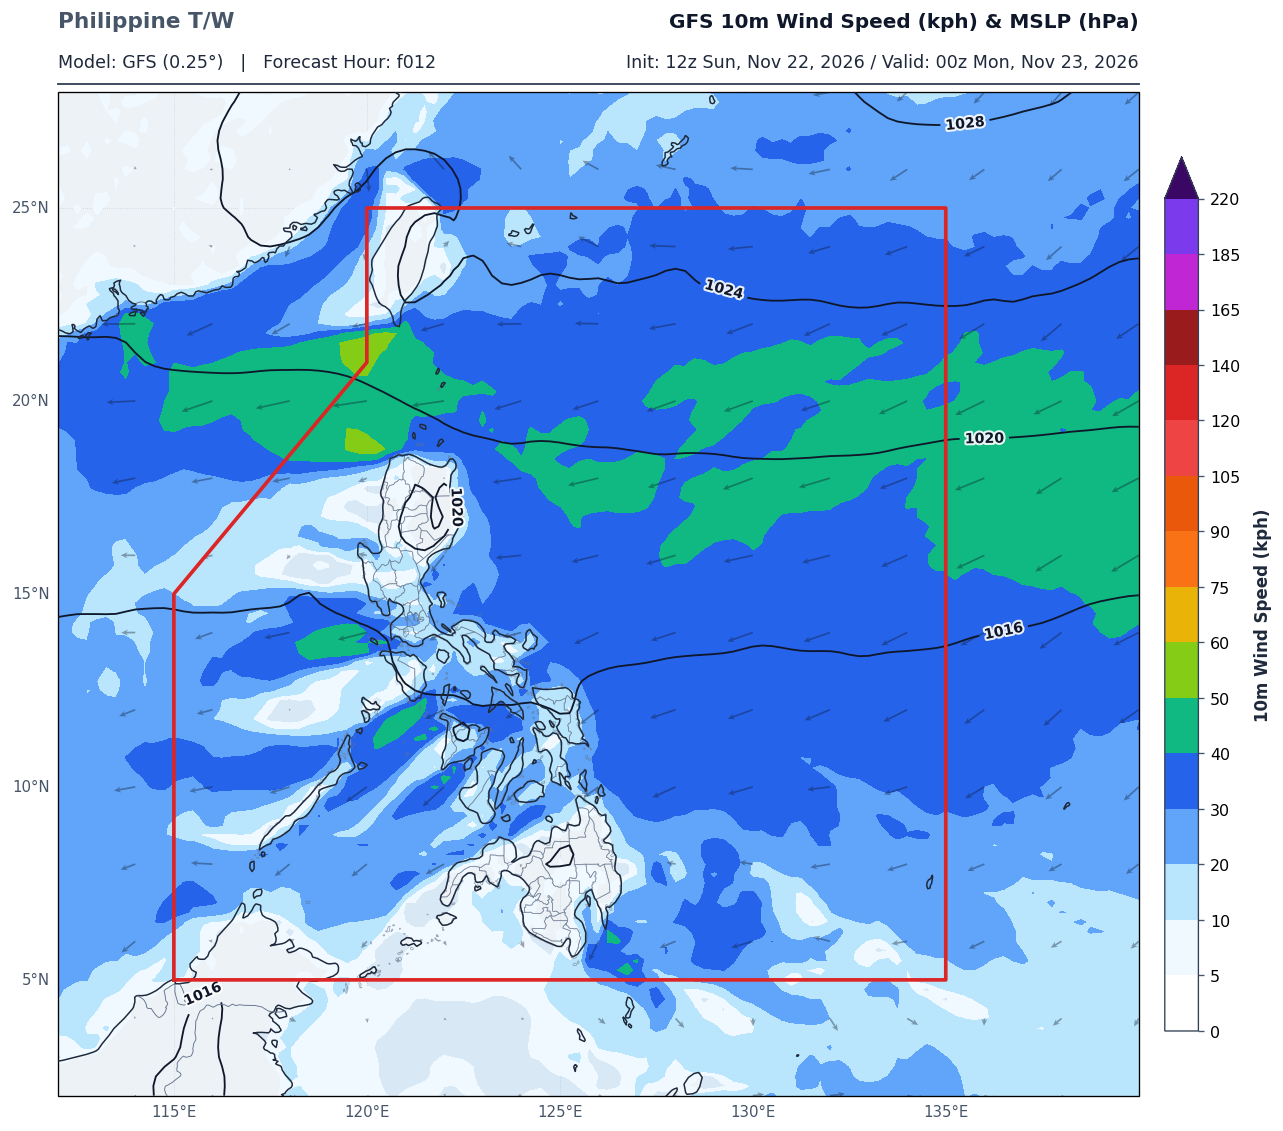 Philippine T/W
GFS 10m Wind Speed (kph) & MSLP (hPa)
Model: GFS (0.25°) | Forecast Hour: f012
Init: 12z Sun, Nov 22, 2026 / Valid: 00z Mon, Nov 23, 2026
1028
25°N
1024
20°N
1020
1020
15°N
1016
10°N
5°N
1016
115°E
120°E
125°E
130°E
135°E
220
185
165
140
120
105
90
75
60
50
40
30
20
10
5
0
10m Wind Speed (kph)